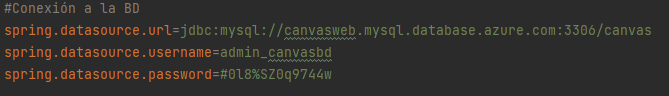 #Conexión a la BD
spring.datasource.url=jdbc:mysql://canvasweb.mysql.database.azure.com:3306/canvas
spring.datasource.username=admin_canvasbd
spring.datasource.password=#0l8%SZ0q9744w